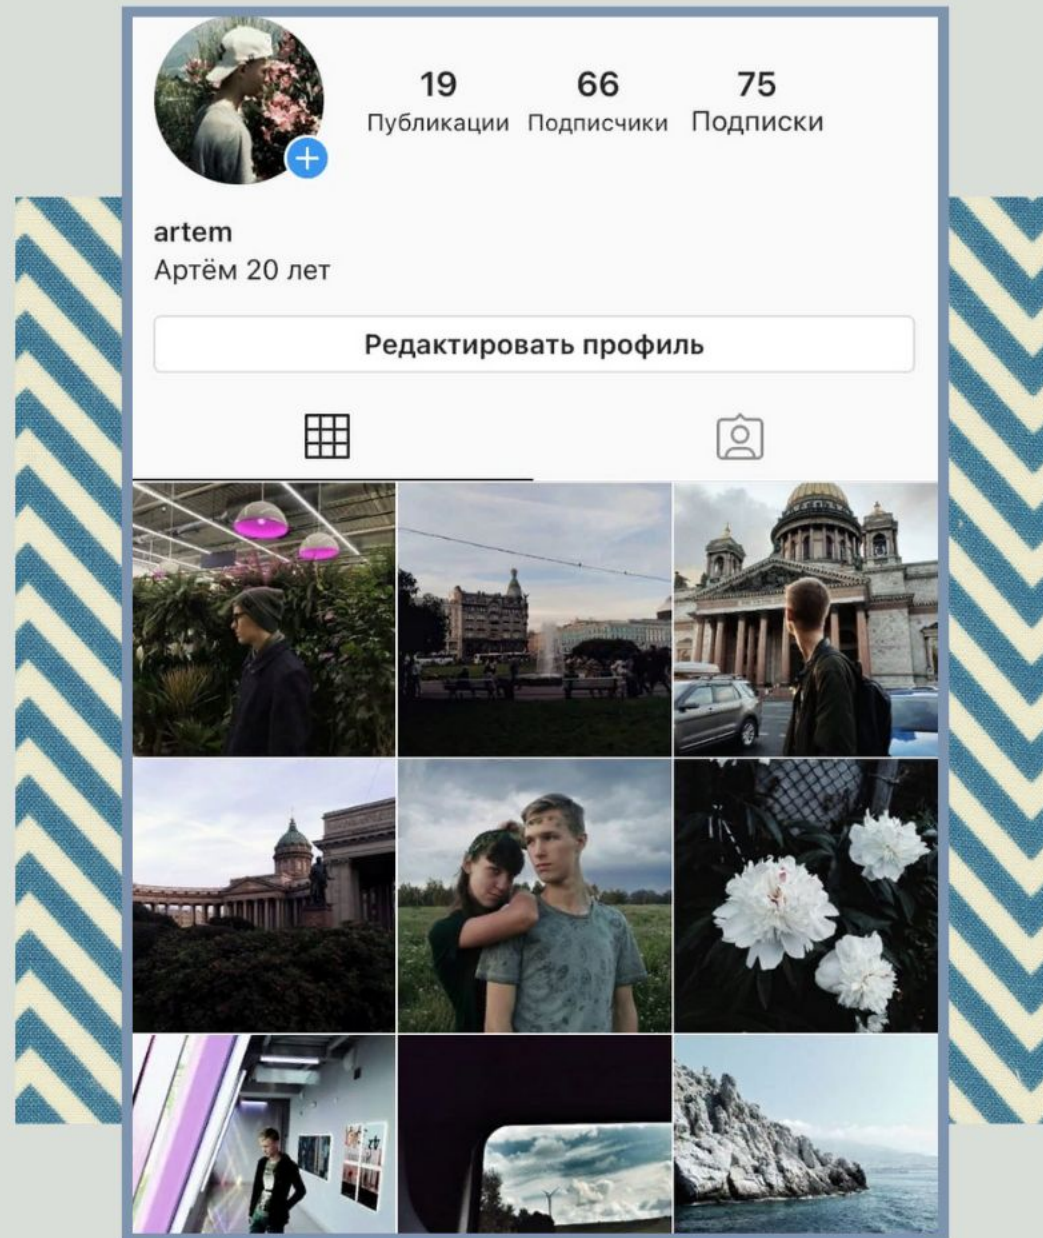 19 66 75
Публикации Подписчики Подписки
artem
Артём 20 лет
Редактировать профиль